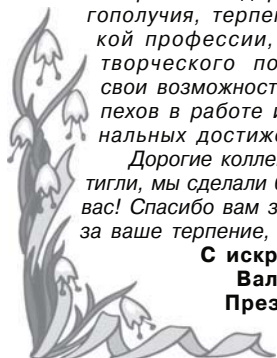 гополучия, терпе
кой профессии,
творческого по
свои возможност
пехов в работе и
нальных достиж
Дорогие колле
тигли, мы сделали
вас! Спасибо вам з
за ваше терпение,
С искр
Вал
През